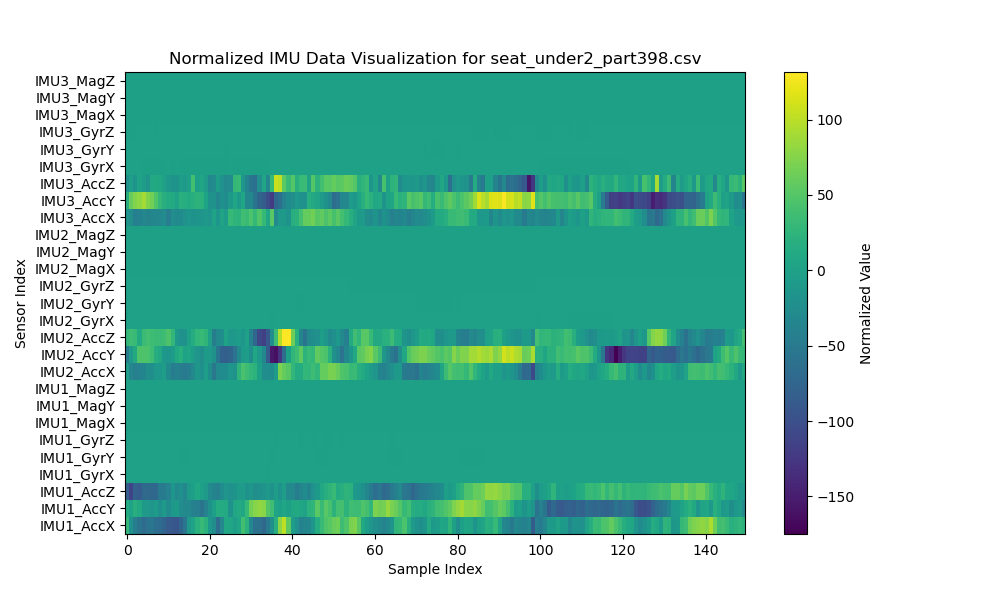 Normalized IMU Data Visualization for seat_under2_part398.csv
IMU3_MagZ
IMU3_MagY
IMU3_MagX
IMU3_GyrZ
IMU3_GyrY
IMU3_GyrX
IMU3_AccZ
IMU3_AccY
IMU3_AccX
IMU2_MagZ
IMU2_MagY
IMU2_MagX
IMU2_GyrZ
IMU2_GyrY
IMU2_GyrX
IMU2_AccZ
IMU2_AccY
IMU2_AccX
IMU1_MagZ
IMU1_MagY
IMU1_MagX
IMU1_GyrZ
IMU1_GyrY
IMU1_GyrX
IMU1_AccZ
IMU1_AccY
IMU1_AccX
Sensor Index
0 20 40 60 80 100 120 140
Sample Index
100
50
0
−50
−100
−150
Normalized Value